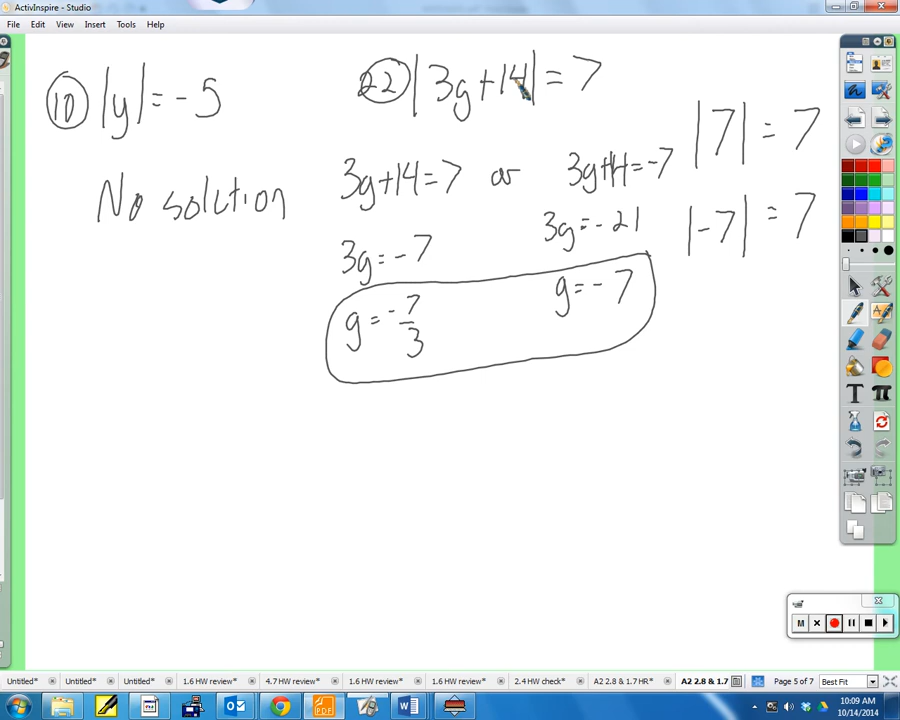 ActivInspire - Studio
File Edit View Insert Tools Help
10 |y| = -5
No solution
22 |3g+14| = 7
3g+14=7 or 3g+14=-7
3g=-7 3g=-21
g=-7/3 g=-7
|7| = 7
|-7| = 7
M
Untitled* Untitled* Untitled* 1.6 HW review* 4.7 HW review* 1.6 HW review* 1.6 HW review* 2.4 HW check* A2 2.8 & 1.7 HR* A2 2.8 & 1.7 Page 5 of 7 Best Fit
PDF
10:09 AM
10/14/2014